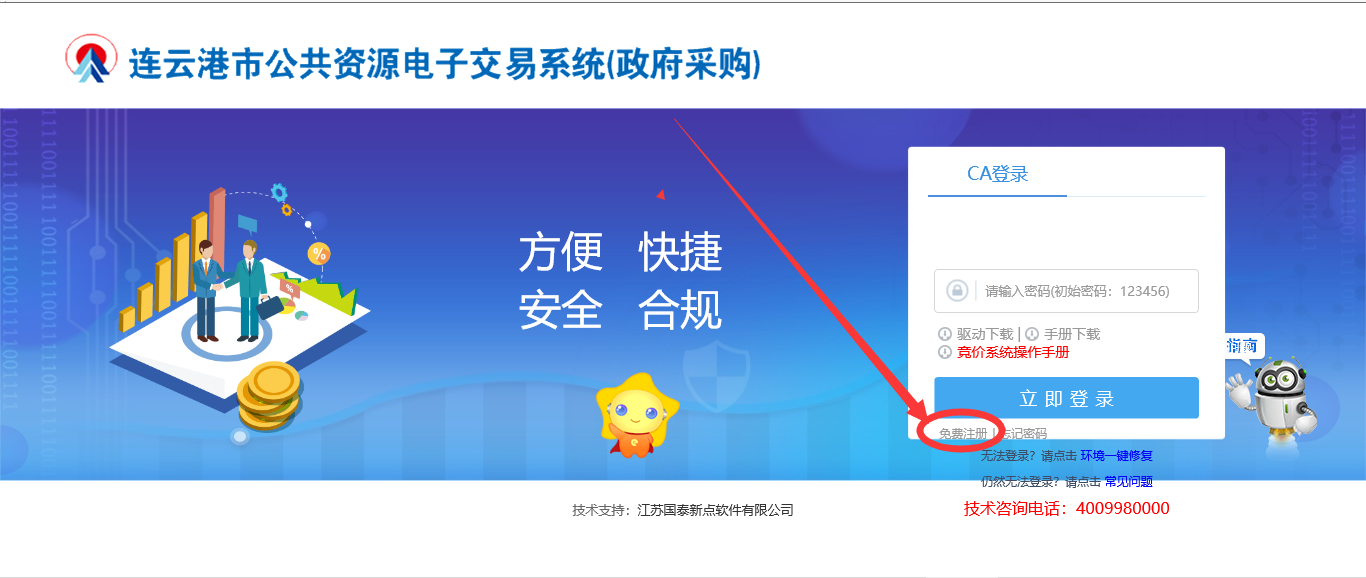 连云港市公共资源电子交易系统(政府采购)
CA登录
方便 快捷
安全 合规
%
%
请输入密码(初始密码：123456)
驱动下载 | 手册下载
竞价系统操作手册
指南
立即登录
免费注册 | 忘记密码
无法登录？请点击 环境一键修复
仍然无法登录？请点击 常见问题
技术支持：江苏国泰新点软件有限公司
技术咨询电话：4009980000